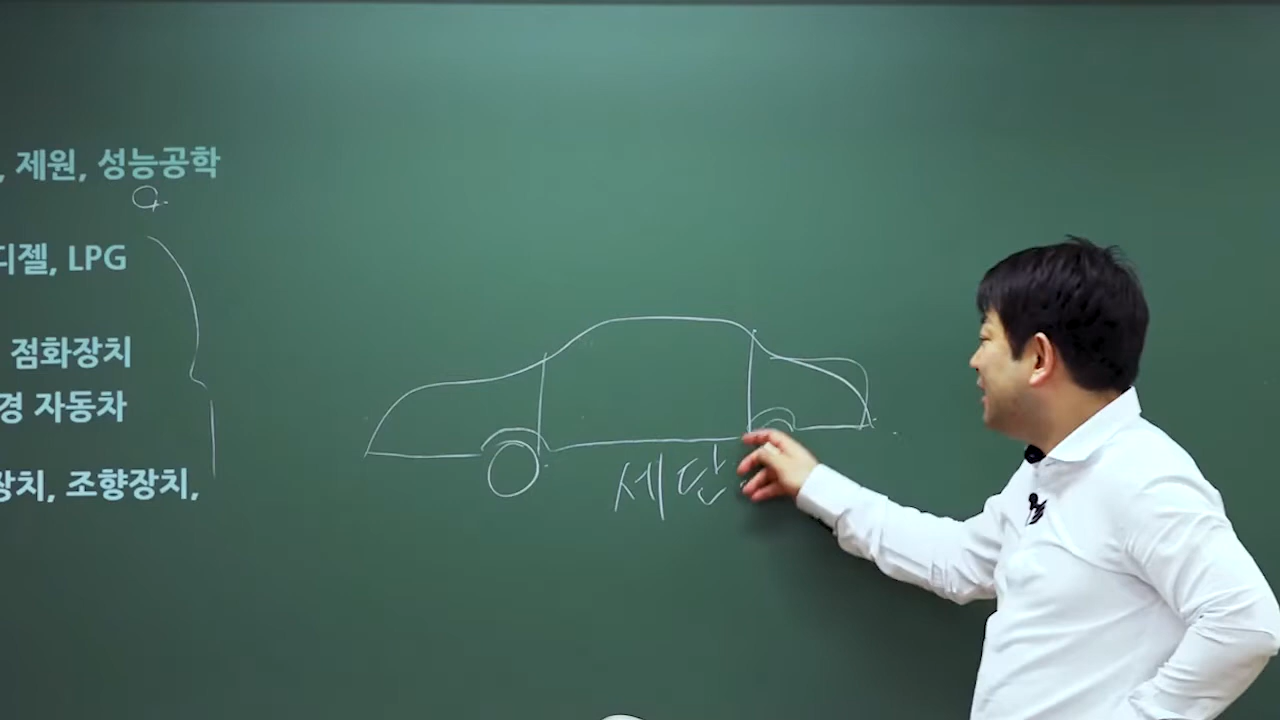 , 제원, 성능공학
디젤, LPG
점화장치
경 자동차
장치, 조향장치,
세단